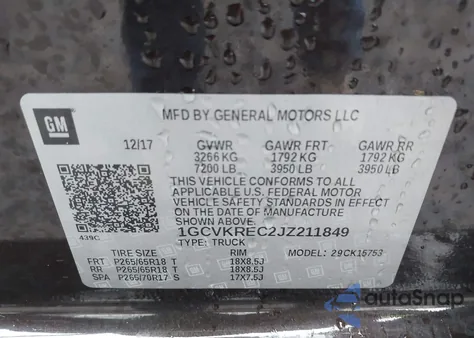 GM
MFD BY GENERAL MOTORS LLC
12/17 GVWR GAWR FRT GAWR RR
3266 KG 1792 KG 1792 KG
7200 LB 3950 LB 3950 LB
THIS VEHICLE CONFORMS TO ALL
APPLICABLE U.S. FEDERAL MOTOR
VEHICLE SAFETY STANDARDS IN
EFFECT ON THE DATE OF MANUFACTURE
SHOWN ABOVE.
439C
1GCVKREC2JZ211849
TYPE: TRUCK MODEL: 29CK15753
TIRE SIZE RIM
FRT P265/65R18 T 18X8.5J
RR P265/65R18 T 18X8.5J
SPA P265/70R17 S 17X7.5J
autoSnap